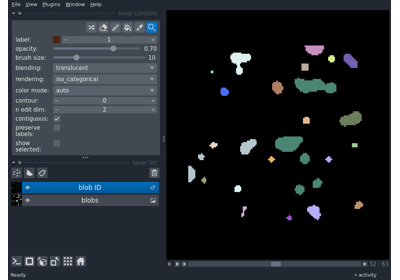 File View Plugins Window Help
layer controls
label: 1
opacity: 0.70
brush size: 10
blending: translucent
rendering: iso_categorical
color mode: auto
contour: 0
n edit dim: 2
contiguous:
preserve
labels:
show
selected:
layer list
blob ID
blobs
32 63
Ready
activity